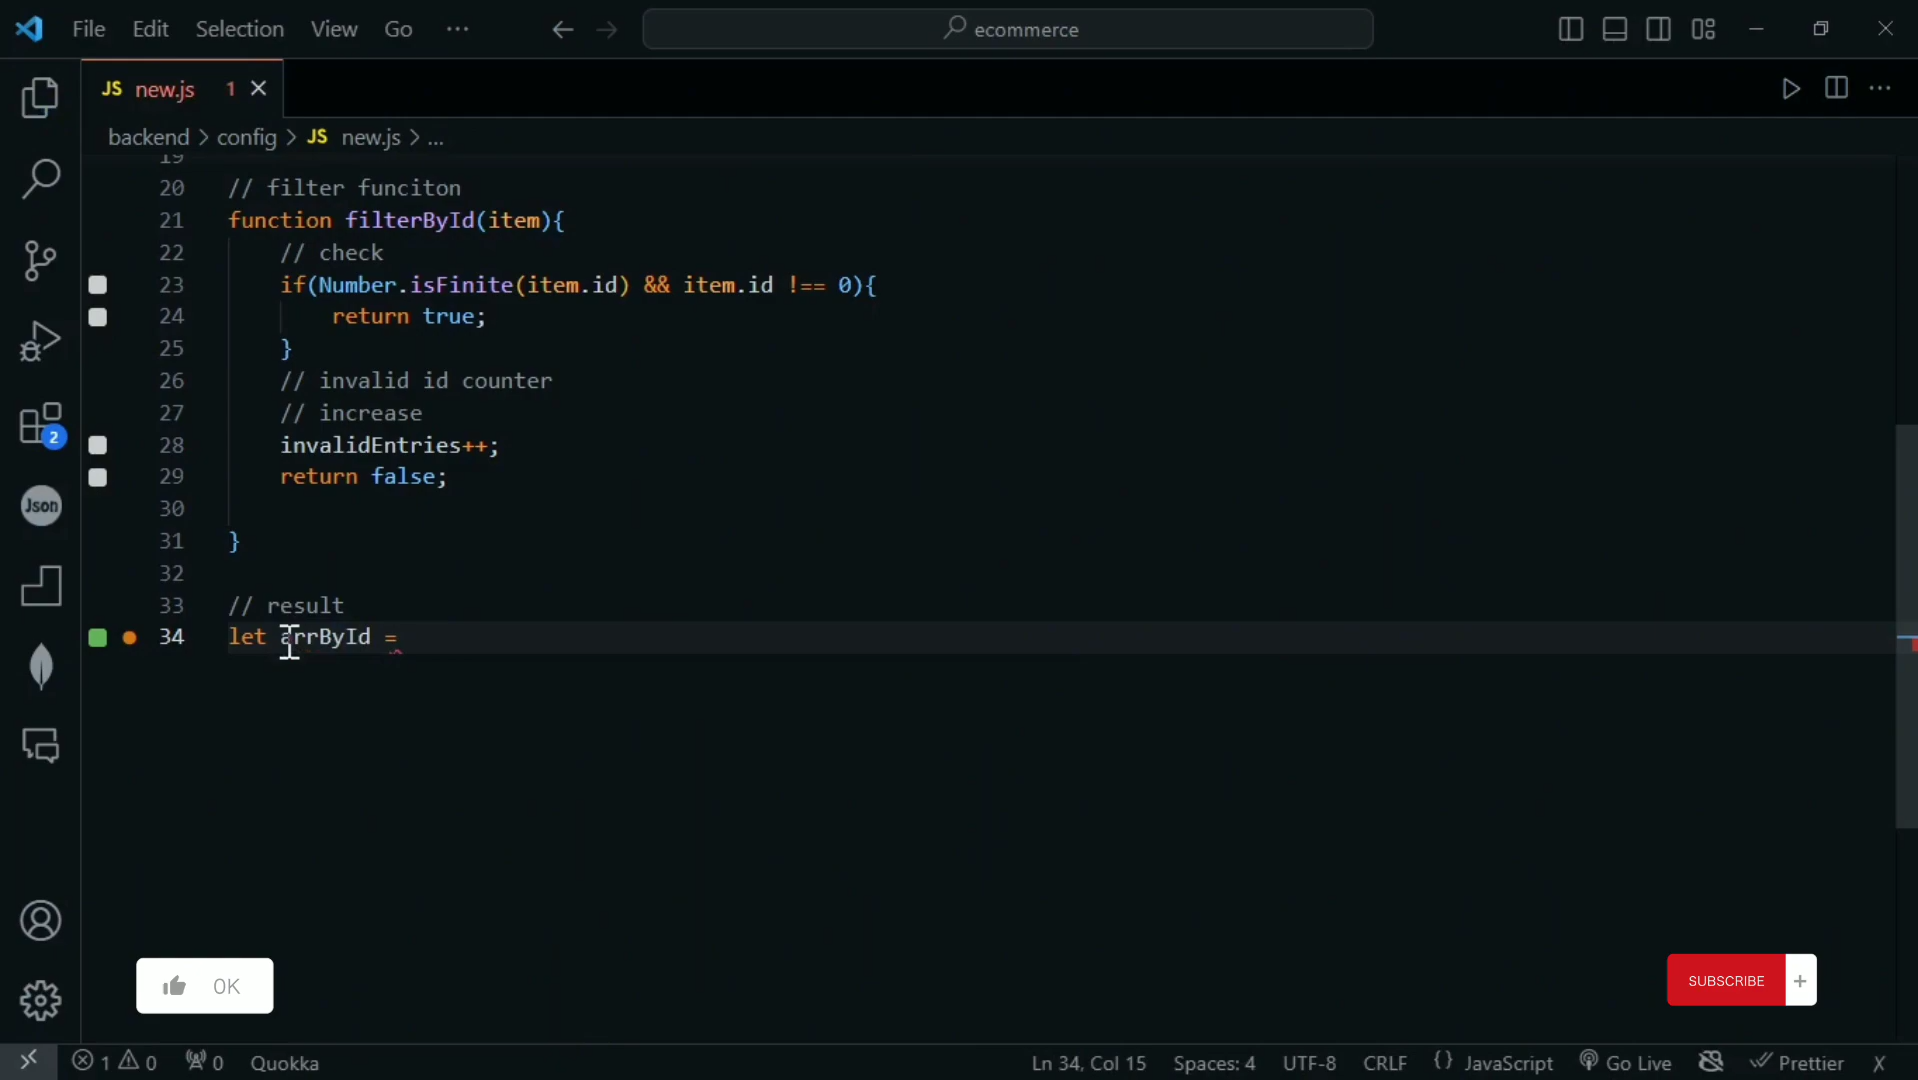 File Edit Selection View Go ··· ecommerce
JS new.js 1
backend > config > JS new.js > ...
19
20 // filter funciton
21 function filterById(item){
22 // check
23 if(Number.isFinite(item.id) && item.id !== 0){
24 return true;
25 }
26 // invalid id counter
27 // increase
28 invalidEntries++;
29 return false;
30
31 }
32
33 // result
34 let arrById =
2
Json
0K
SUBSCRIBE +
1 0 0 Quokka Ln 34, Col 15 Spaces: 4 UTF-8 CRLF {} JavaScript Go Live Prettier X